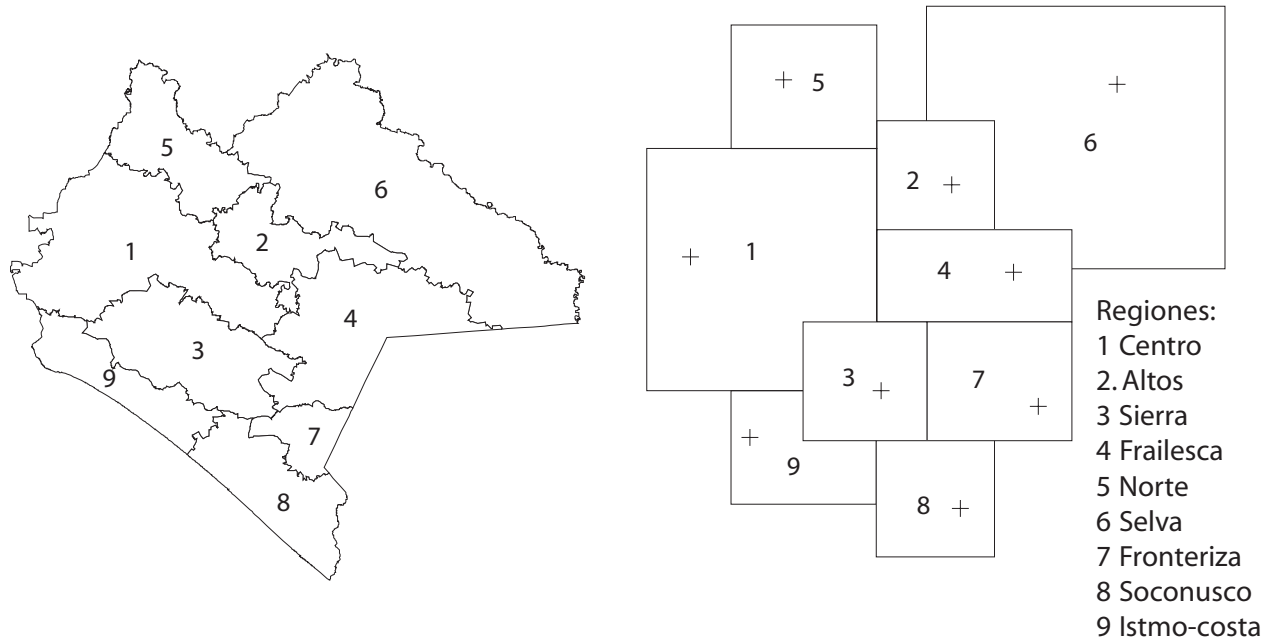 5
6
1
2
4
3
9
7
8
5
6
2
1
4
3
7
9
8
Regiones:
1 Centro
2. Altos
3 Sierra
4 Frailesca
5 Norte
6 Selva
7 Fronteriza
8 Soconusco
9 Istmo-costa